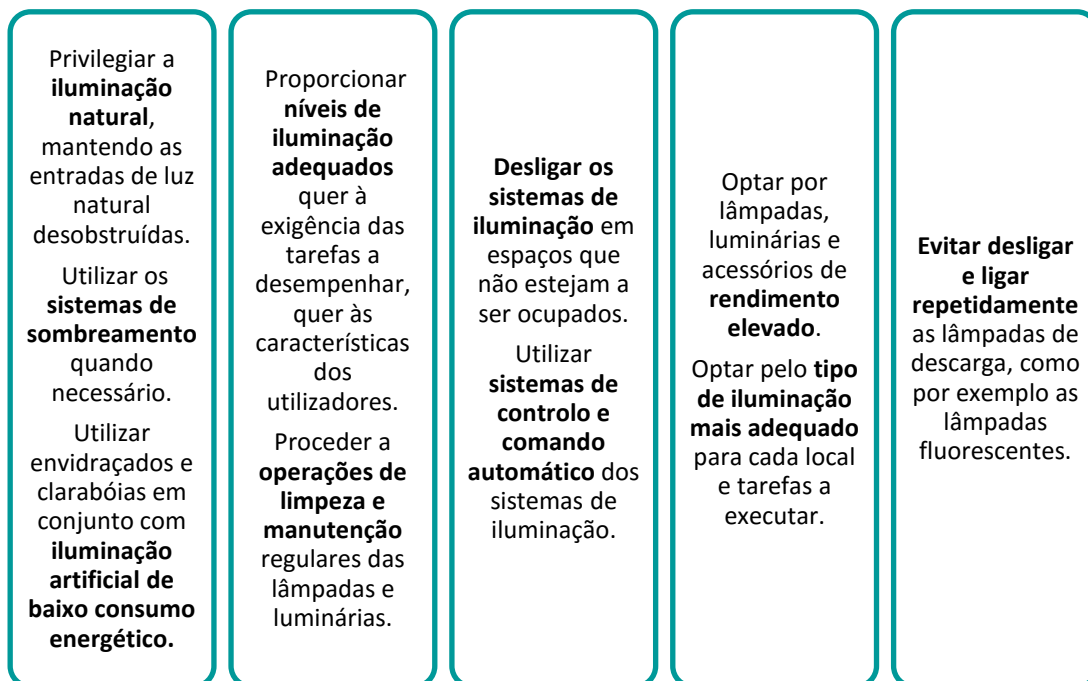 Privilegiar a
iluminação
natural,
mantendo as
entradas de luz
natural
desobstruídas.
Utilizar os
sistemas de
sombreamento
quando
necessário.
Utilizar
envidraçados e
clarabóias em
conjunto com
iluminação
artificial de
baixo consumo
energético.
Proporcionar
níveis de
iluminação
adequados
quer à
exigência das
tarefas a
desempenhar,
quer às
características
dos
utilizadores.
Proceder a
operações de
limpeza e
manutenção
regulares das
lâmpadas e
luminárias.
Desligar os
sistemas de
iluminação em
espaços que
não estejam a
ser ocupados.
Utilizar
sistemas de
controlo e
comando
automático dos
sistemas de
iluminação.
Optar por
lâmpadas,
luminárias e
acessórios de
rendimento
elevado.
Optar pelo tipo
de iluminação
mais adequado
para cada local
e tarefas a
executar.
Evitar desligar
e ligar
repetidamente
as lâmpadas de
descarga, como
por exemplo as
lâmpadas
fluorescentes.